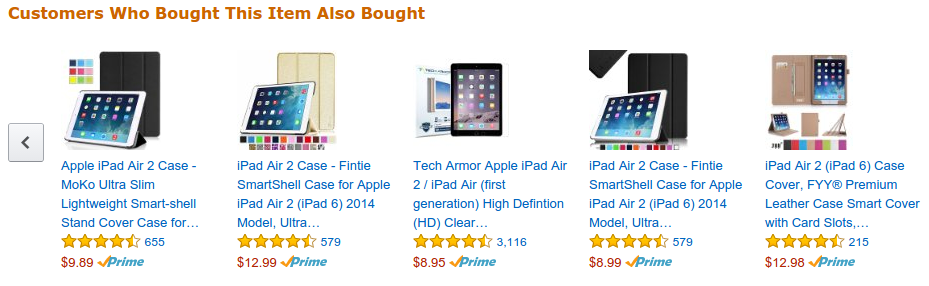 Customers Who Bought This Item Also Bought
Apple iPad Air 2 Case -
MoKo Ultra Slim
Lightweight Smart-shell
Stand Cover Case for…
655
$9.89 Prime
iPad Air 2 Case - Fintie
SmartShell Case for Apple
iPad Air 2 (iPad 6) 2014
Model, Ultra…
579
$12.99 Prime
Tech Armor Apple iPad Air
2 / iPad Air (first
generation) High Defintion
(HD) Clear…
3,116
$8.95 Prime
iPad Air 2 Case - Fintie
SmartShell Case for Apple
iPad Air 2 (iPad 6) 2014
Model, Ultra…
579
$8.99 Prime
iPad Air 2 (iPad 6) Case
Cover, FYY® Premium
Leather Case Smart Cover
with Card Slots,…
215
$12.98 Prime